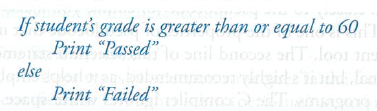 If student's grade is greater than or equal to 60
Print "Passed"
else
Print "Failed"